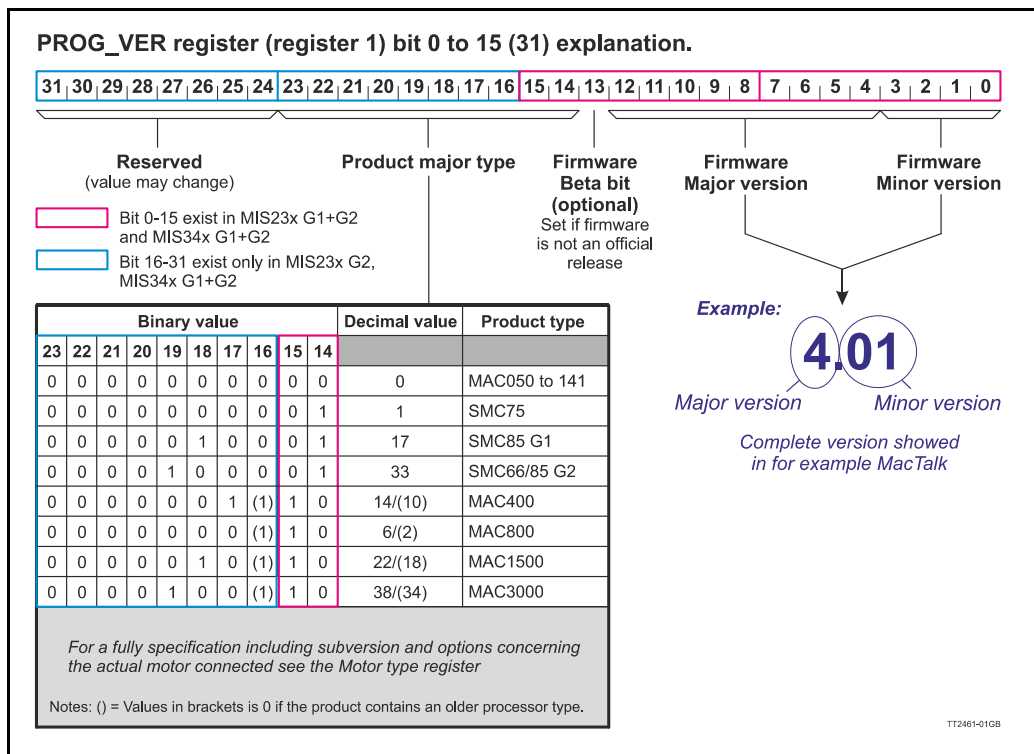 PROG_VER register (register 1) bit 0 to 15 (31) explanation.
31 30 29 28 27 26 25 24 23 22 21 20 19 18 17 16 15 14 13 12 11 10 9 8 7 6 5 4 3 2 1 0
Reserved
(value may change)
Product major type
Firmware
Beta bit
(optional)
Set if firmware
is not an official
release
Firmware
Major version
Firmware
Minor version
Bit 0-15 exist in MIS23x G1+G2
and MIS34x G1+G2
Bit 16-31 exist only in MIS23x G2,
MIS34x G1+G2
Binary value Decimal value Product type
23 22 21 20 19 18 17 16 15 14
0 0 0 0 0 0 0 0 0 0 0 MAC050 to 141
0 0 0 0 0 0 0 0 0 1 1 SMC75
0 0 0 0 0 1 0 0 0 1 17 SMC85 G1
0 0 0 0 1 0 0 0 0 1 33 SMC66/85 G2
0 0 0 0 0 0 1 (1) 1 0 14/(10) MAC400
0 0 0 0 0 0 0 (1) 1 0 6/(2) MAC800
0 0 0 0 0 1 0 (1) 1 0 22/(18) MAC1500
0 0 0 0 1 0 0 (1) 1 0 38/(34) MAC3000
For a fully specification including subversion and options concerning
the actual motor connected see the Motor type register
Notes: () = Values in brackets is 0 if the product contains an older processor type.
Example:
4.01
Major version
Minor version
Complete version showed
in for example MacTalk
TT2461-01GB